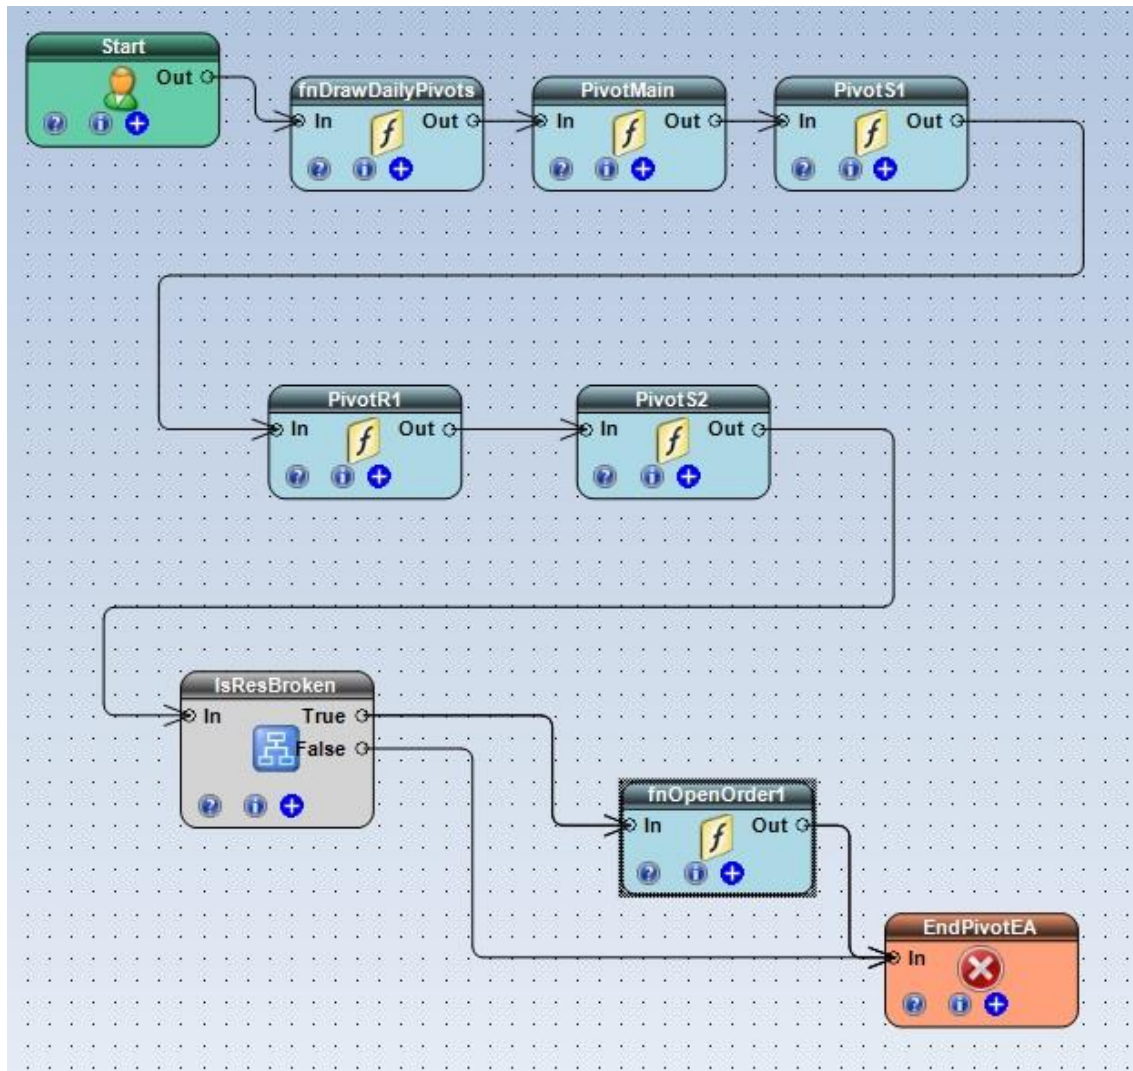 Start
Out
fnDrawDailyPivots
In Out
PivotMain
In Out
PivotS1
In Out
PivotR1
In Out
PivotS2
In Out
IsResBroken
In True
False
fnOpenOrder1
In Out
EndPivotEA
In